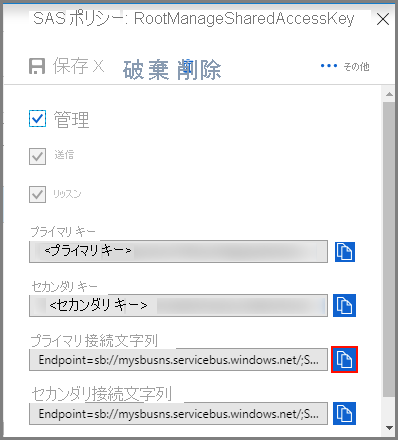 SAS ポリシー: RootManageSharedAccessKey
保存 X 破棄 削除 ••• その他
管理
送信
リッスン
プライマリ キー
<プライマリ キー>
セカンダリ キー
<セカンダリ キー>
プライマリ接続文字列
Endpoint=sb://mysbusns.servicebus.windows.net/;S...
セカンダリ接続文字列
Endpoint=sb://mysbusns.servicebus.windows.net/;S...